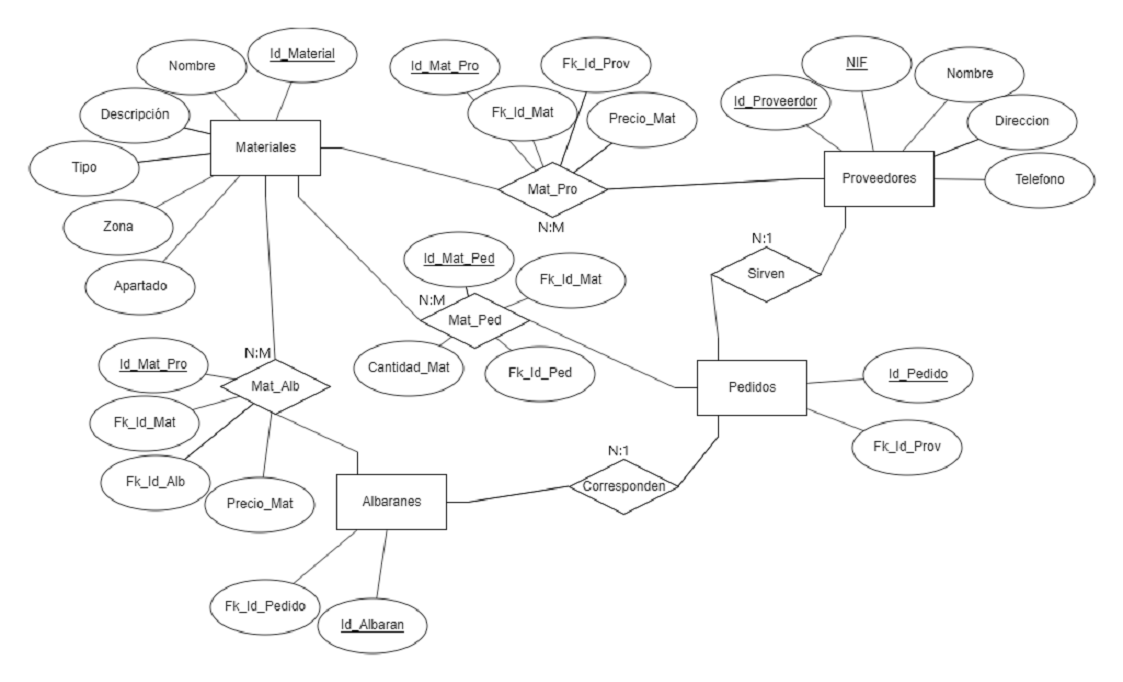 Id_Material
Nombre
Descripción
Tipo
Zona
Apartado
Materiales
Id_Mat_Pro
Fk_Id_Prov
Fk_Id_Mat
Precio_Mat
Mat_Pro
N:M
NIF
Nombre
Id_Proveerdor
Direccion
Telefono
Proveedores
N:1
Sirven
Id_Mat_Ped
Fk_Id_Mat
N:M
Mat_Ped
Cantidad_Mat
Fk_Id_Ped
Pedidos
Id_Pedido
Fk_Id_Prov
N:M
Id_Mat_Pro
Mat_Alb
Fk_Id_Mat
Fk_Id_Alb
Precio_Mat
Albaranes
N:1
Corresponden
Fk_Id_Pedido
Id_Albaran